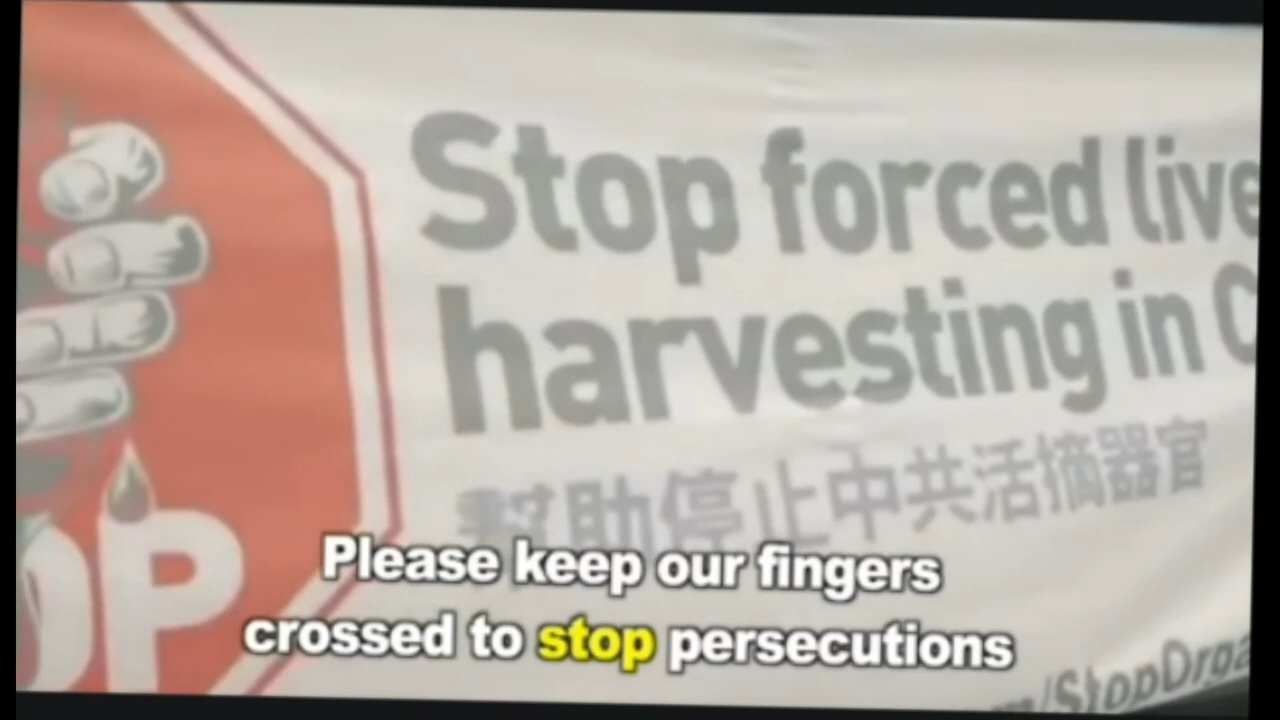 Stop forced live
harvesting in C
幫助停止中共活摘器官
OP
Please keep our fingers
crossed to stop persecutions
m/StopOrga